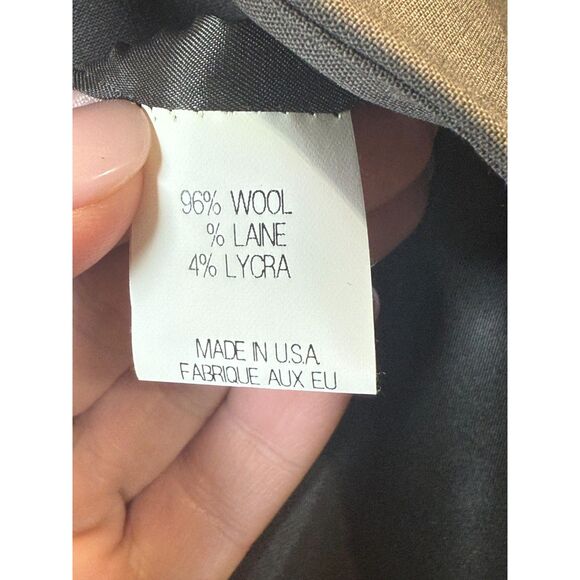 96% WOOL
% LAINE
4% LYCRA
MADE IN U.S.A
FABRIQUE AUX EU